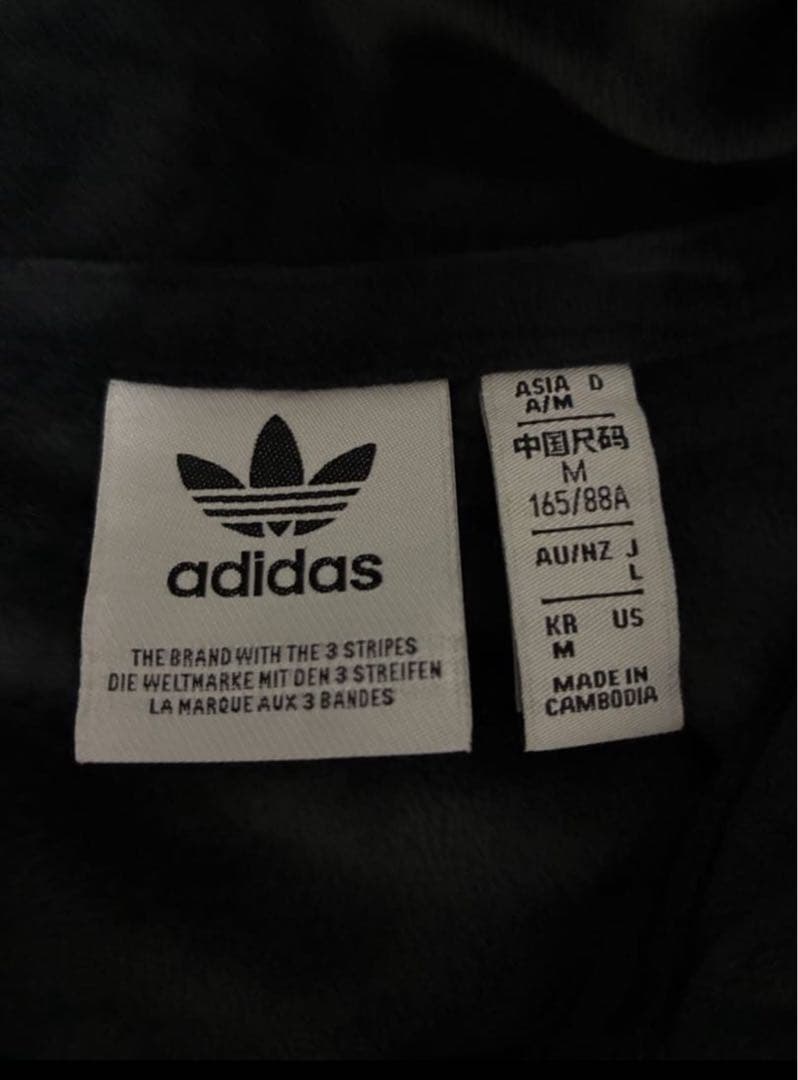 adidas
THE BRAND WITH THE 3 STRIPES
DIE WELTMARKE MIT DEN 3 STREIFEN
LA MARQUE AUX 3 BANDES
ASIA D
A/M
中国尺码
M
165/88A
AU/NZ J
L
KR US
M
MADE IN
CAMBODIA